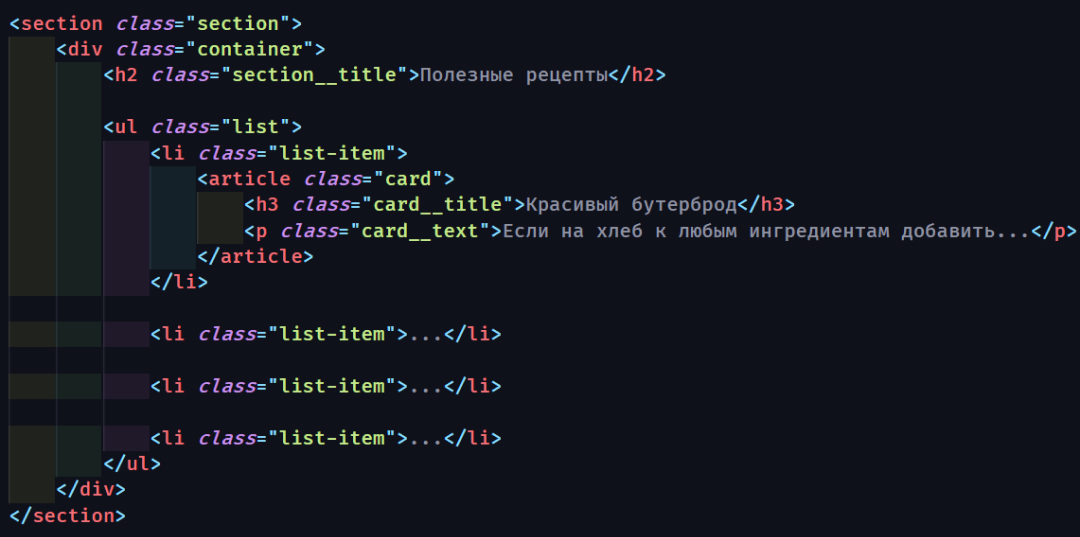 <section class="section">
<div class="container">
<h2 class="section__title">Полезные рецепты</h2>
<ul class="list">
<li class="list-item">
<article class="card">
<h3 class="card__title">Красивый бутерброд</h3>
<p class="card__text">Если на хлеб к любым ингредиентам добавить...</p>
</article>
</li>
<li class="list-item">...</li>
<li class="list-item">...</li>
<li class="list-item">...</li>
</ul>
</div>
</section>